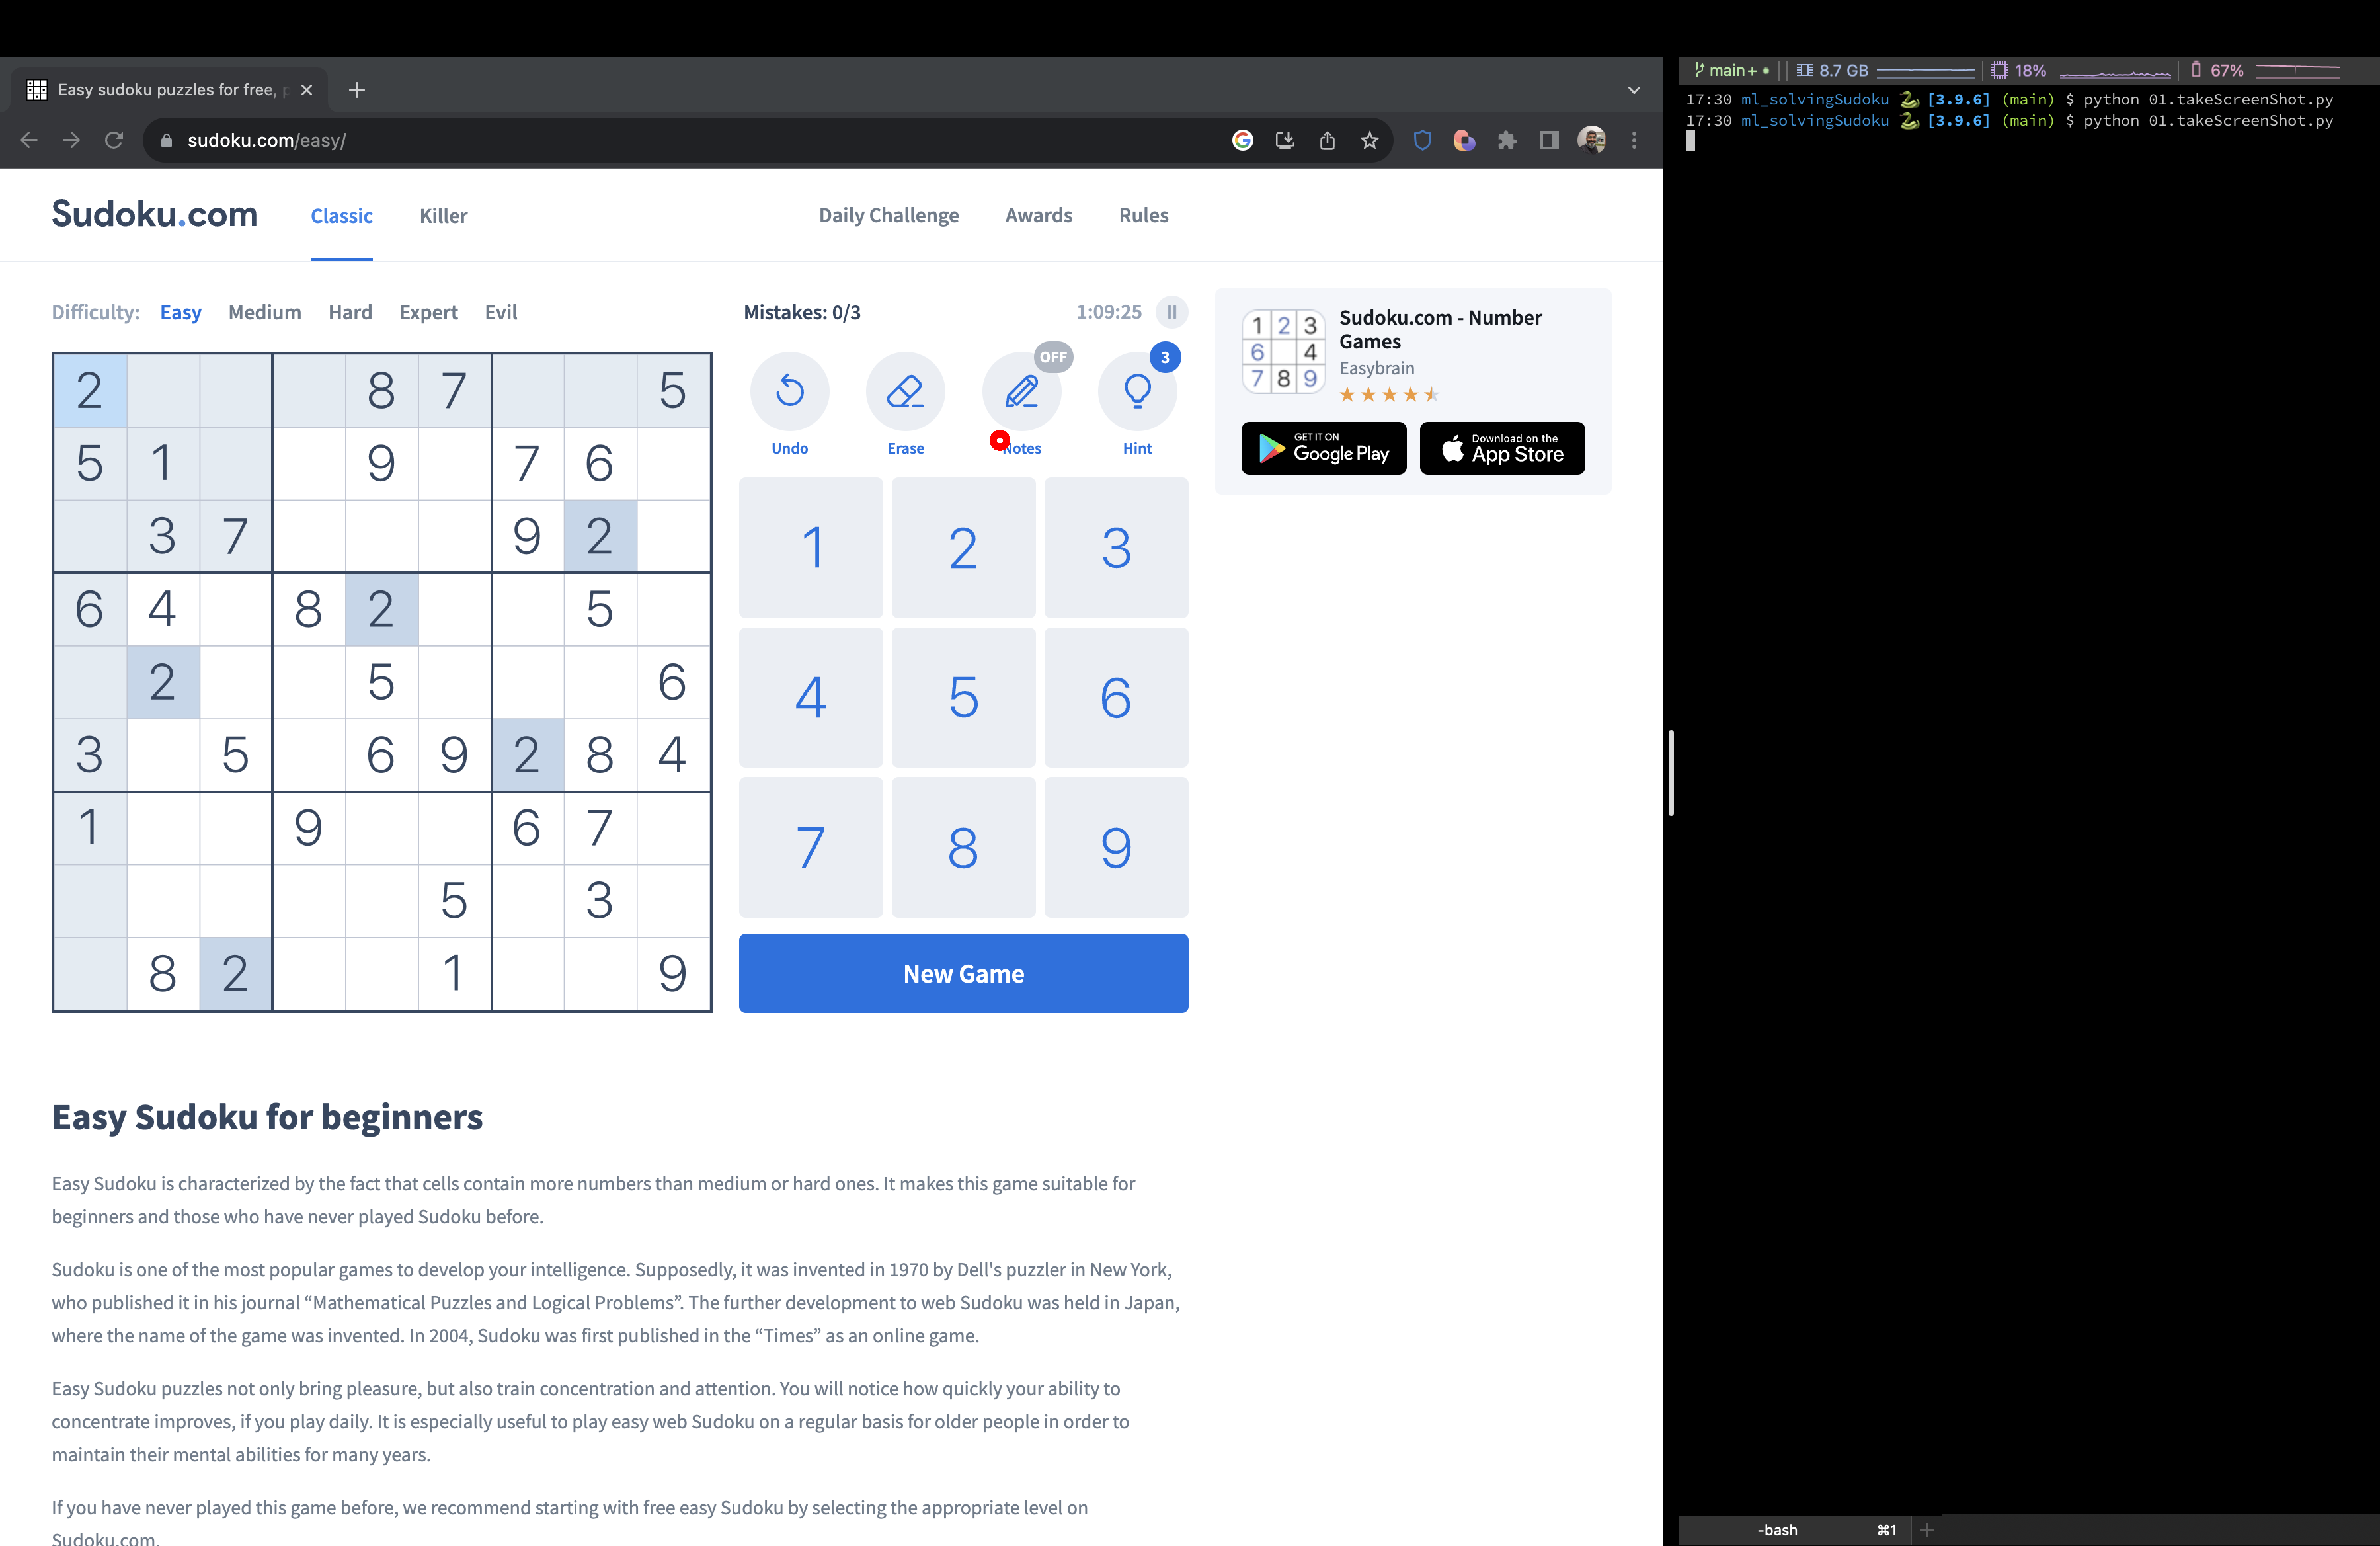 Easy sudoku puzzles for free, p
sudoku.com/easy/
Sudoku.com Classic Killer Daily Challenge Awards Rules
Difficulty: Easy Medium Hard Expert Evil
2 8 7 5
5 1 9 7 6
3 7 9 2
6 4 8 2 5
2 5 6
3 5 6 9 2 8 4
1 9 6 7
5 3
8 2 1 9
Mistakes: 0/3 1:09:25
OFF 3
Undo Erase Notes Hint
1 2 3
4 5 6
7 8 9
New Game
1 2 3
6 4
7 8 9
Sudoku.com - Number
Games
Easybrain
GET IT ON
Google Play
Download on the
App Store
Easy Sudoku for beginners
Easy Sudoku is characterized by the fact that cells contain more numbers than medium or hard ones. It makes this game suitable for
beginners and those who have never played Sudoku before.
Sudoku is one of the most popular games to develop your intelligence. Supposedly, it was invented in 1970 by Dell's puzzler in New York,
who published it in his journal “Mathematical Puzzles and Logical Problems”. The further development to web Sudoku was held in Japan,
where the name of the game was invented. In 2004, Sudoku was first published in the “Times” as an online game.
Easy Sudoku puzzles not only bring pleasure, but also train concentration and attention. You will notice how quickly your ability to
concentrate improves, if you play daily. It is especially useful to play easy web Sudoku on a regular basis for older people in order to
maintain their mental abilities for many years.
If you have never played this game before, we recommend starting with free easy Sudoku by selecting the appropriate level on
Sudoku.com.
main+ 8.7 GB 18% 67%
17:30 ml_solvingSudoku 🐍 [3.9.6] (main) $ python 01.takeScreenShot.py
17:30 ml_solvingSudoku 🐍 [3.9.6] (main) $ python 01.takeScreenShot.py
-bash ⌘1